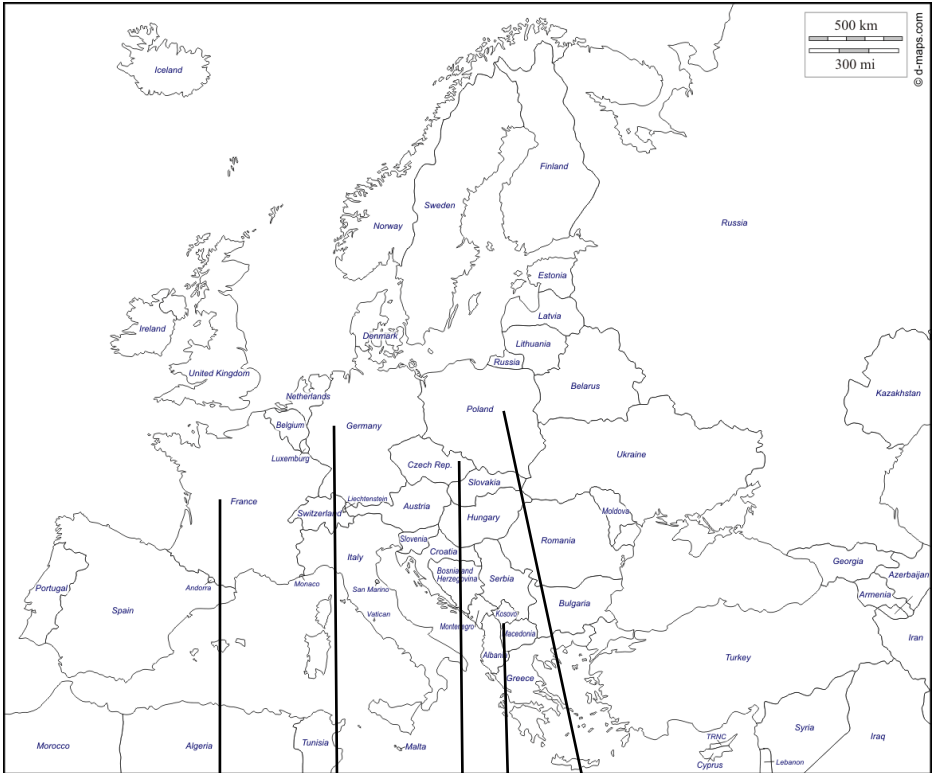 500 km
300 mi
© d-maps.com
Iceland
Finland
Sweden
Norway
Russia
Estonia
Latvia
Ireland
Denmark
Lithuania
Russia
United Kingdom
Belarus
Netherlands
Kazakhstan
Poland
Belgium
Germany
Luxemburg
Ukraine
Czech Rep.
Slovakia
Liechtenstein
France
Austria
Switzerland
Hungary
Moldova
Slovenia
Romania
Croatia
Italy
Georgia
Bosnia and
Herzegovina
Serbia
Azerbaijan
Monaco
Andorra
Portugal
San Marino
Armenia
Bulgaria
Spain
Vatican
Kosovo
Montenegro
Macedonia
Iran
Albania
Turkey
Greece
Syria
TRNC
Iraq
Morocco
Algeria
Tunisia
Malta
Cyprus
Lebanon